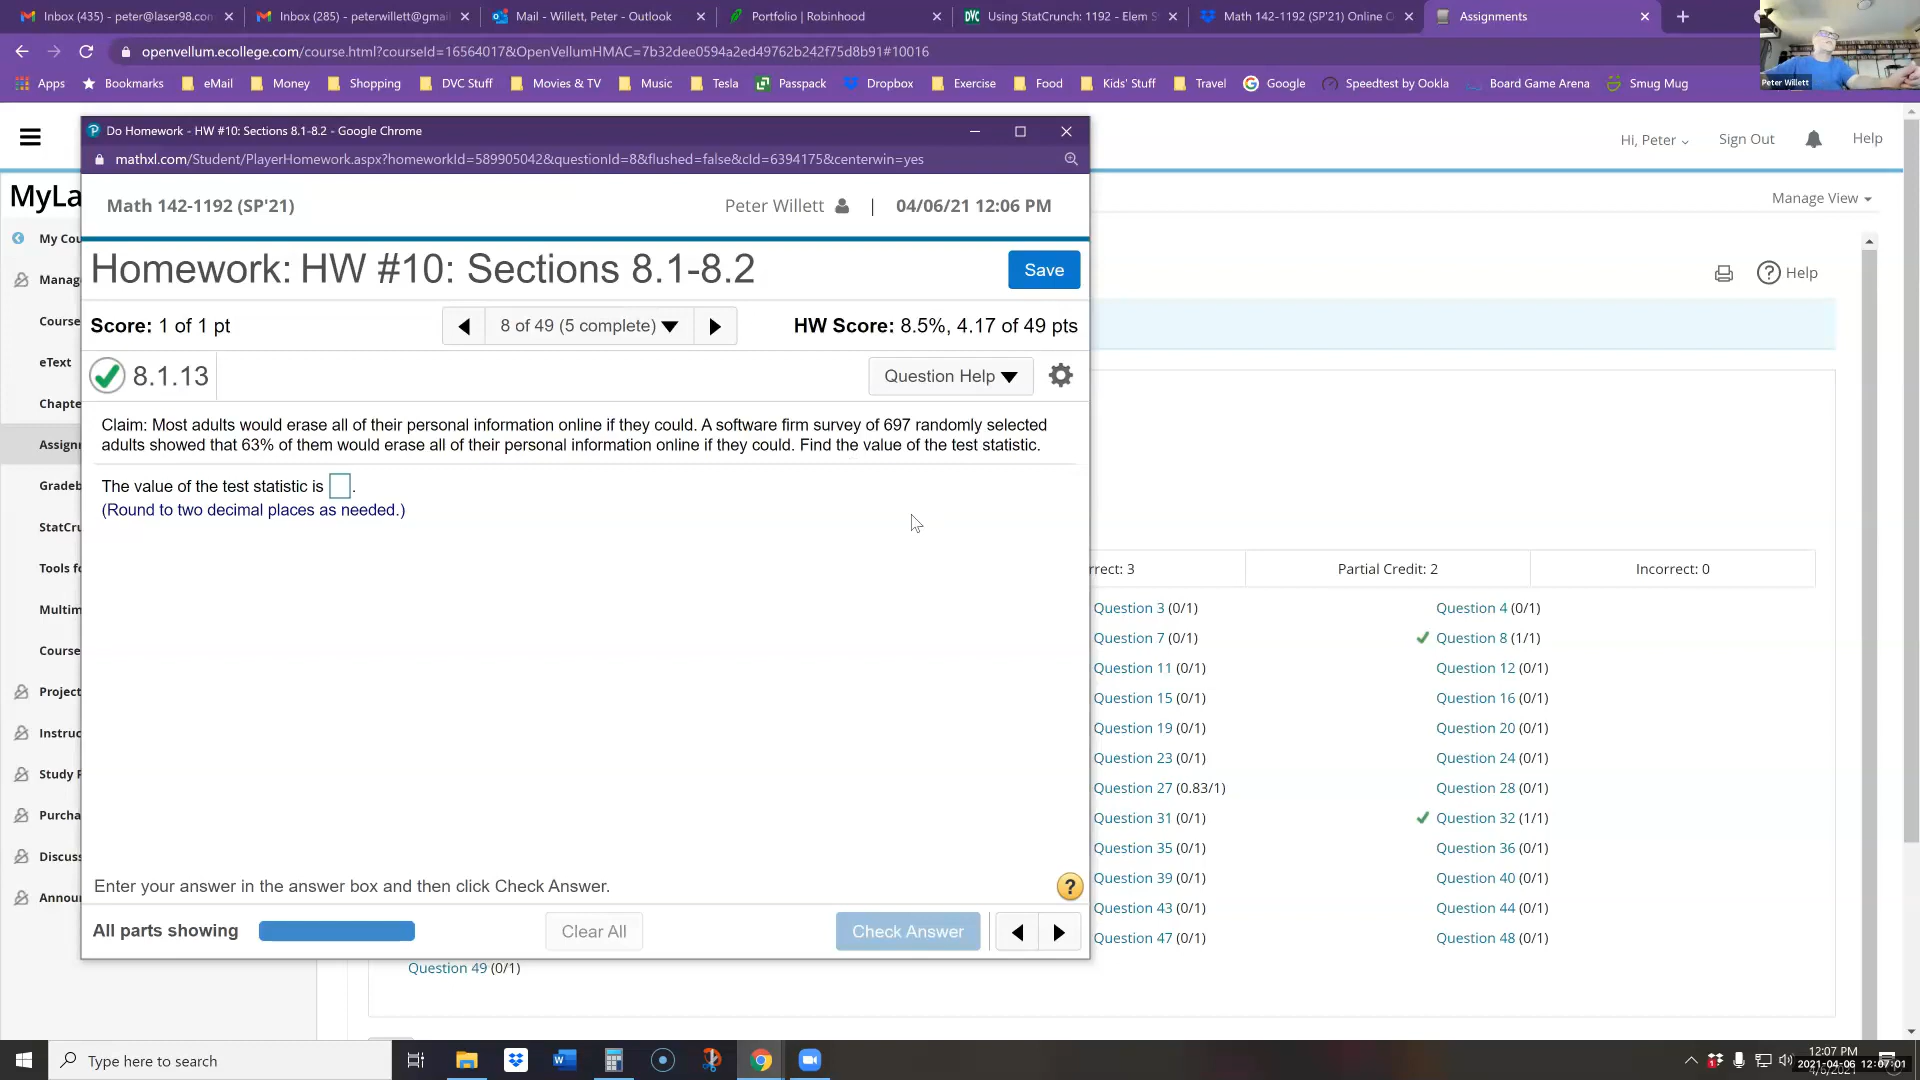 Inbox (435) - peter@laser98.con
Inbox (285) - peterwillett@gmai
Mail - Willett, Peter - Outlook
Portfolio | Robinhood
Using StatCrunch: 1192 - Elem S
Math 142-1192 (SP'21) Online C
Assignments
openvellum.ecollege.com/course.html?courseId=16564017&OpenVellumHMAC=7b32dee0594a2ed49762b242f75d8b91#10016
Apps Bookmarks eMail Money Shopping DVC Stuff Movies & TV Music Tesla Passpack Dropbox Exercise Food Kids' Stuff Travel Google Speedtest by Ookla Board Game Arena Smug Mug
Peter Willett
Do Homework - HW #10: Sections 8.1-8.2 - Google Chrome
mathxl.com/Student/PlayerHomework.aspx?homeworkId=589905042&questionId=8&flushed=false&cId=6394175&centerwin=yes
Hi, Peter Sign Out Help
MyLa
Manage View
Math 142-1192 (SP'21)
Peter Willett | 04/06/21 12:06 PM
My Cou
Manag
Course
eText
Chapte
Assignr
Gradeb
StatCru
Tools fo
Multim
Course
Project
Instruc
Study P
Purcha
Discuss
Annou
Homework: HW #10: Sections 8.1-8.2
Save
Help
Score: 1 of 1 pt
8 of 49 (5 complete)
HW Score: 8.5%, 4.17 of 49 pts
8.1.13
Question Help
Claim: Most adults would erase all of their personal information online if they could. A software firm survey of 697 randomly selected
adults showed that 63% of them would erase all of their personal information online if they could. Find the value of the test statistic.
The value of the test statistic is .
(Round to two decimal places as needed.)
Enter your answer in the answer box and then click Check Answer.
?
All parts showing
Clear All
Check Answer
rrect: 3 Partial Credit: 2 Incorrect: 0
Question 3 (0/1) Question 4 (0/1)
Question 7 (0/1) Question 8 (1/1)
Question 11 (0/1) Question 12 (0/1)
Question 15 (0/1) Question 16 (0/1)
Question 19 (0/1) Question 20 (0/1)
Question 23 (0/1) Question 24 (0/1)
Question 27 (0.83/1) Question 28 (0/1)
Question 31 (0/1) Question 32 (1/1)
Question 35 (0/1) Question 36 (0/1)
Question 39 (0/1) Question 40 (0/1)
Question 43 (0/1) Question 44 (0/1)
Question 47 (0/1) Question 48 (0/1)
Question 49 (0/1)
Type here to search
12:07 PM
2021-04-06 12:07:01